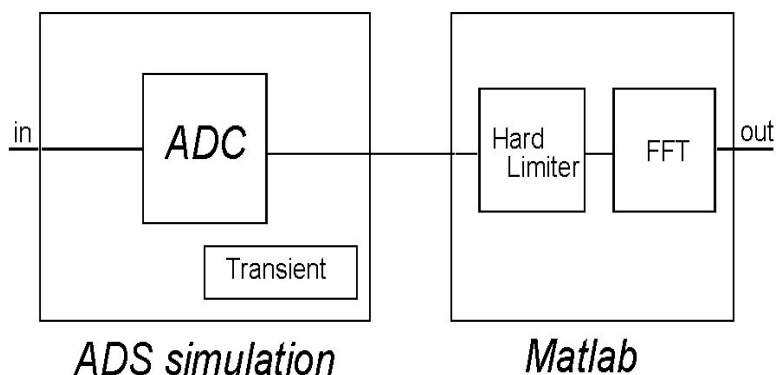 in
ADC
Transient
ADS simulation
Hard
Limiter
FFT
out
Matlab